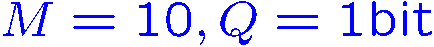 M = 10, Q = 1bit